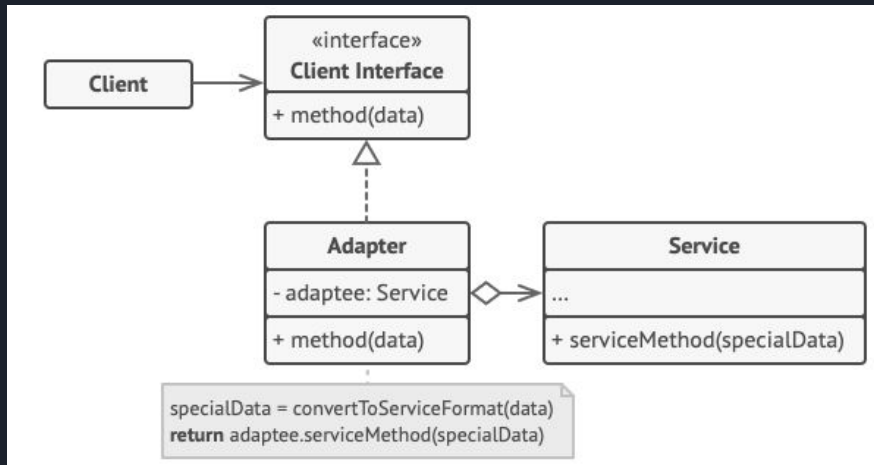 «interface»
Client Interface
Client
+ method(data)
Adapter
- adaptee: Service
+ method(data)
Service
...
+ serviceMethod(specialData)
specialData = convertToServiceFormat(data)
return adaptee.serviceMethod(specialData)